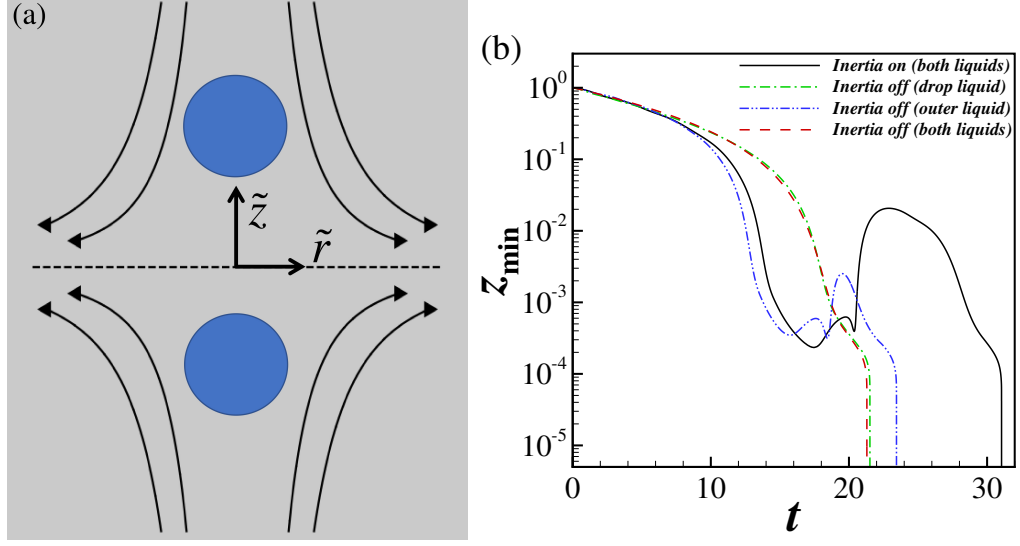 (a)
z̃
r̃
(b)
Inertia on (both liquids)
Inertia off (drop liquid)
Inertia off (outer liquid)
Inertia off (both liquids)
10⁰
10⁻¹
10⁻²
10⁻³
10⁻⁴
10⁻⁵
z_min
0 10 20 30
t